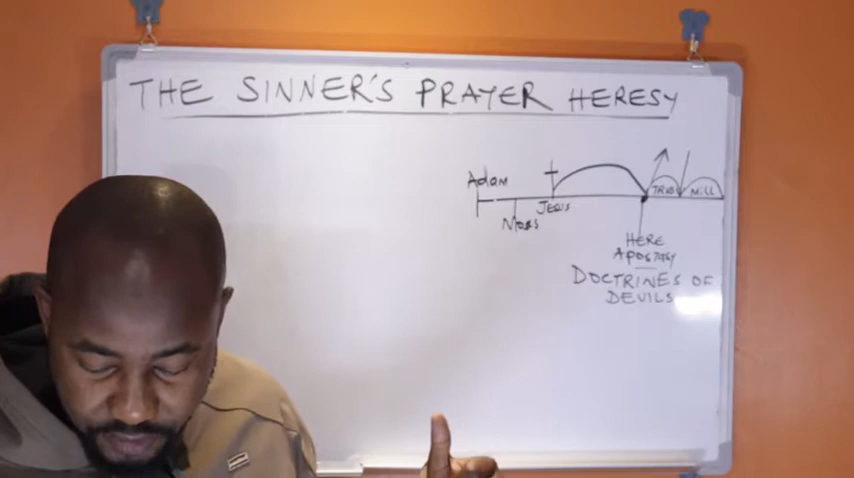 THE SINNER'S PRAYER HERESY
Adam
TRIB
MILL
JESUS
Moses
HERE
APOSTASY
DOCTRINES OF
DEVILS